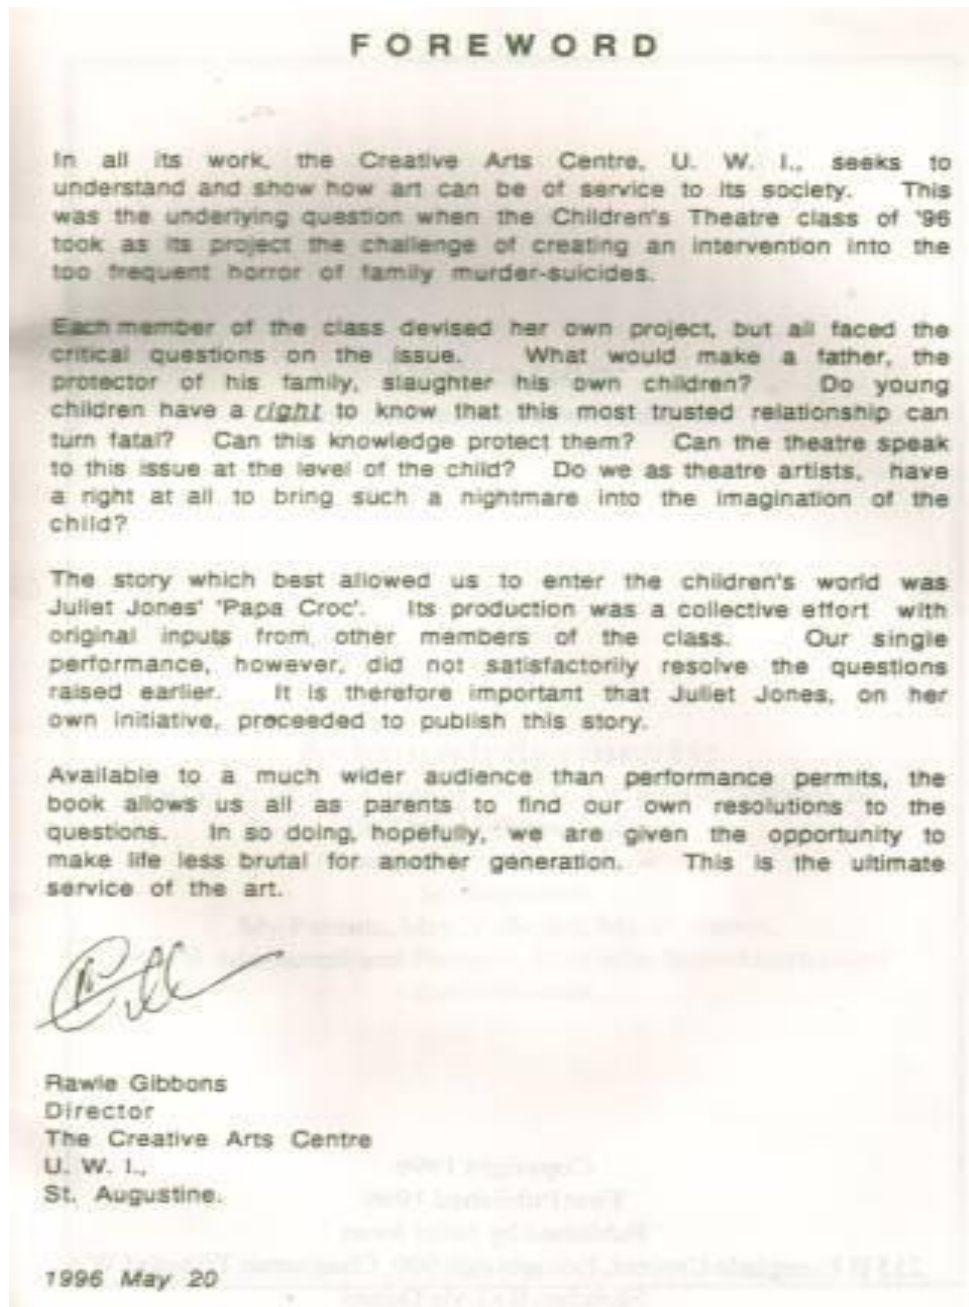 FOREWORD
In all its work, the Creative Arts Centre, U. W. I., seeks to
understand and show how art can be of service to its society. This
was the underlying question when the Children's Theatre class of '96
took as its project the challenge of creating an intervention into the
too frequent horror of family murder-suicides.
Each member of the class devised her own project, but all faced the
critical questions on the issue. What would make a father, the
protector of his family, slaughter his own children? Do young
children have a right to know that this most trusted relationship can
turn fatal? Can this knowledge protect them? Can the theatre speak
to this issue at the level of the child? Do we as theatre artists, have
a right at all to bring such a nightmare into the imagination of the
child?
The story which best allowed us to enter the children's world was
Juliet Jones' 'Papa Croc'. Its production was a collective effort with
original inputs from other members of the class. Our single
performance, however, did not satisfactorily resolve the questions
raised earlier. It is therefore important that Juliet Jones, on her
own initiative, proceeded to publish this story.
Available to a much wider audience than performance permits, the
book allows us all as parents to find our own resolutions to the
questions. In so doing, hopefully, we are given the opportunity to
make life less brutal for another generation. This is the ultimate
service of the art.
Rawle Gibbons
Director
The Creative Arts Centre
U. W. I.,
St. Augustine.
1996 May 20